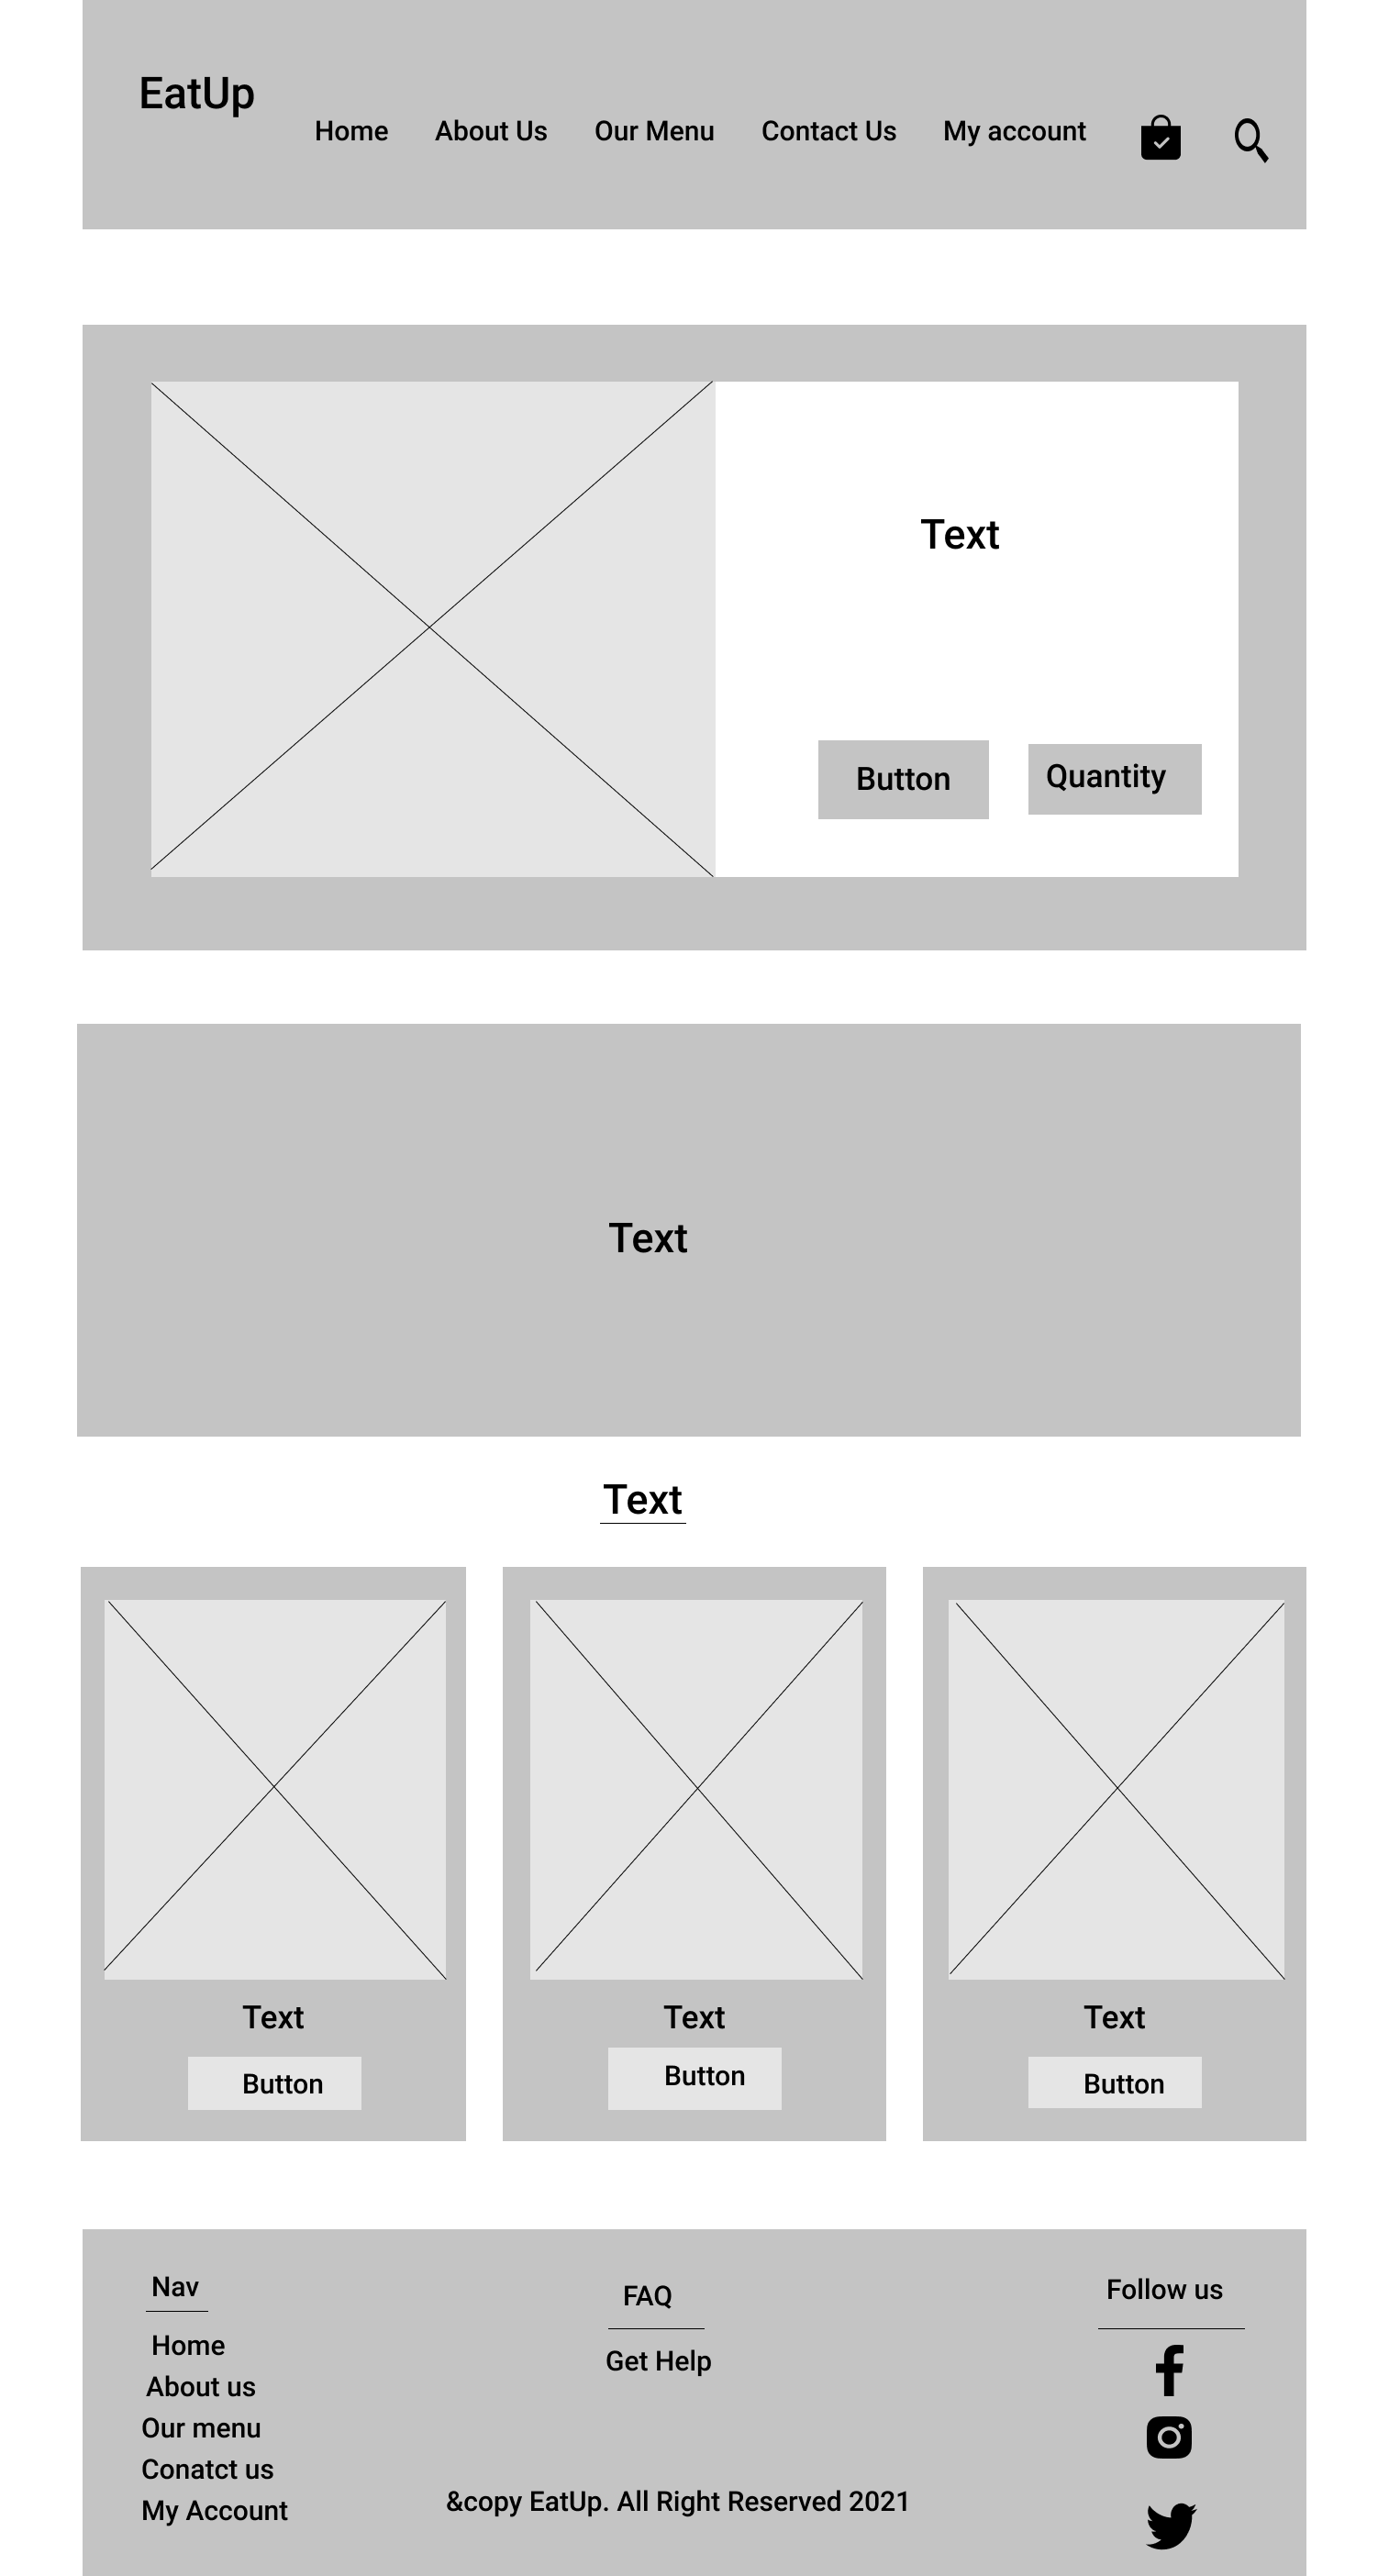 EatUp
Home About Us Our Menu Contact Us My account
Text
Button Quantity
Text
Text
Text Text Text
Button Button Button
Nav
Home
About us
Our menu
Conatct us
My Account
FAQ
Get Help
&copy EatUp. All Right Reserved 2021
Follow us